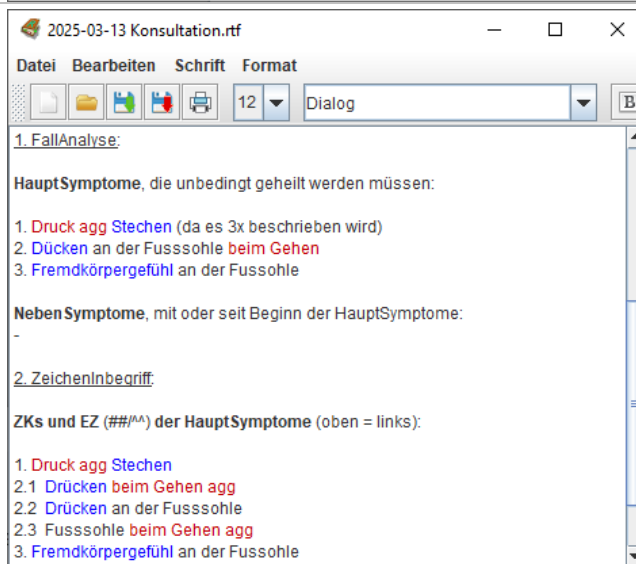 2025-03-13 Konsultation.rtf
Datei Bearbeiten Schrift Format
12 Dialog B
1. FallAnalyse:
HauptSymptome, die unbedingt geheilt werden müssen:
1. Druck agg Stechen (da es 3x beschrieben wird)
2. Dücken an der Fusssohle beim Gehen
3. Fremdkörpergefühl an der Fussohle
NebenSymptome, mit oder seit Beginn der HauptSymptome:
-
2. ZeichenInbegriff:
ZKs und EZ (##/^^) der HauptSymptome (oben = links):
1. Druck agg Stechen
2.1 Drücken beim Gehen agg
2.2 Drücken an der Fusssohle
2.3 Fusssohle beim Gehen agg
3. Fremdkörpergefühl an der Fussohle